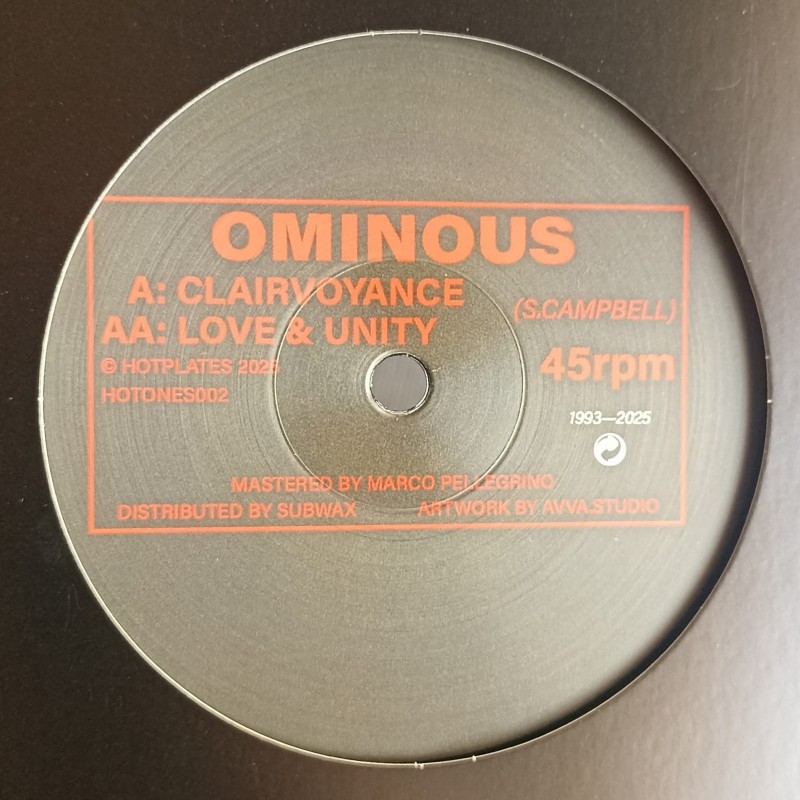 OMINOUS
A: CLAIRVOYANCE
AA: LOVE & UNITY
(S.CAMPBELL)
© HOTPLATES 2025
45rpm
HOTONES002
1993—2025
MASTERED BY MARCO PELLEGRINO
DISTRIBUTED BY SUBWAX
ARTWORK BY AVVA.STUDIO